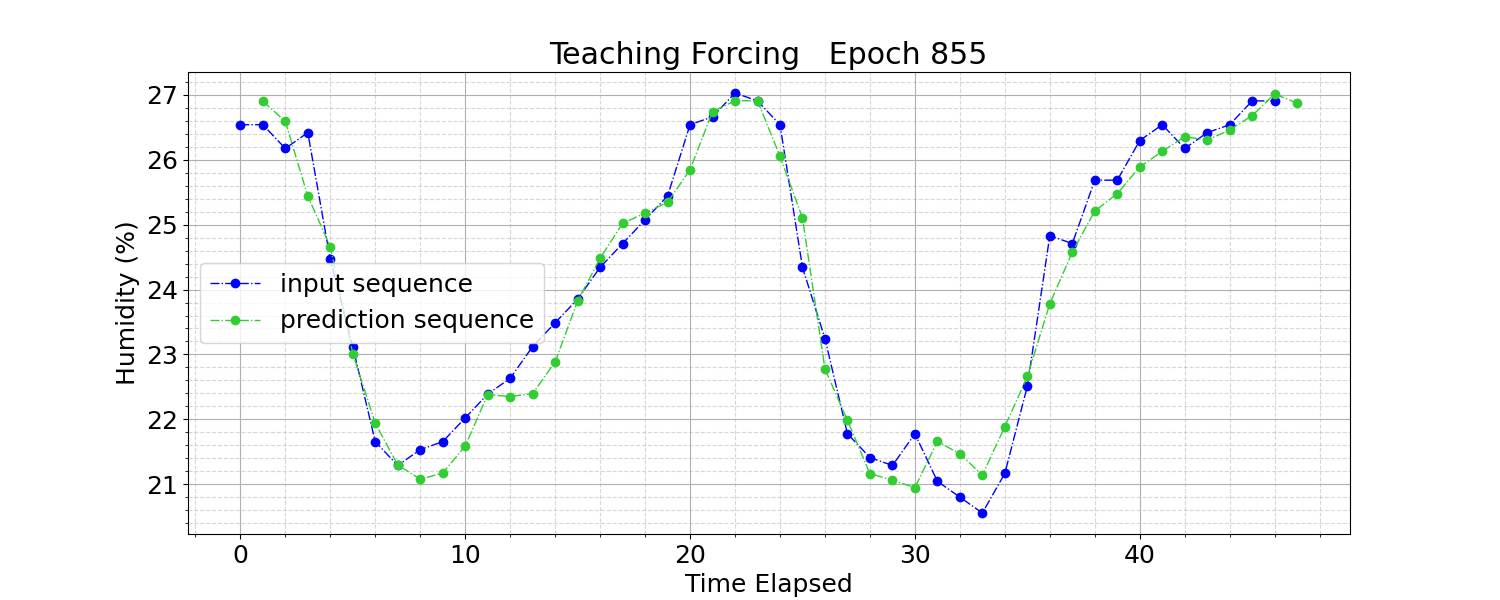 Teaching Forcing   Epoch 855
27
26
25
24
23
22
21
Humidity (%)
input sequence
prediction sequence
0 10 20 30 40
Time Elapsed